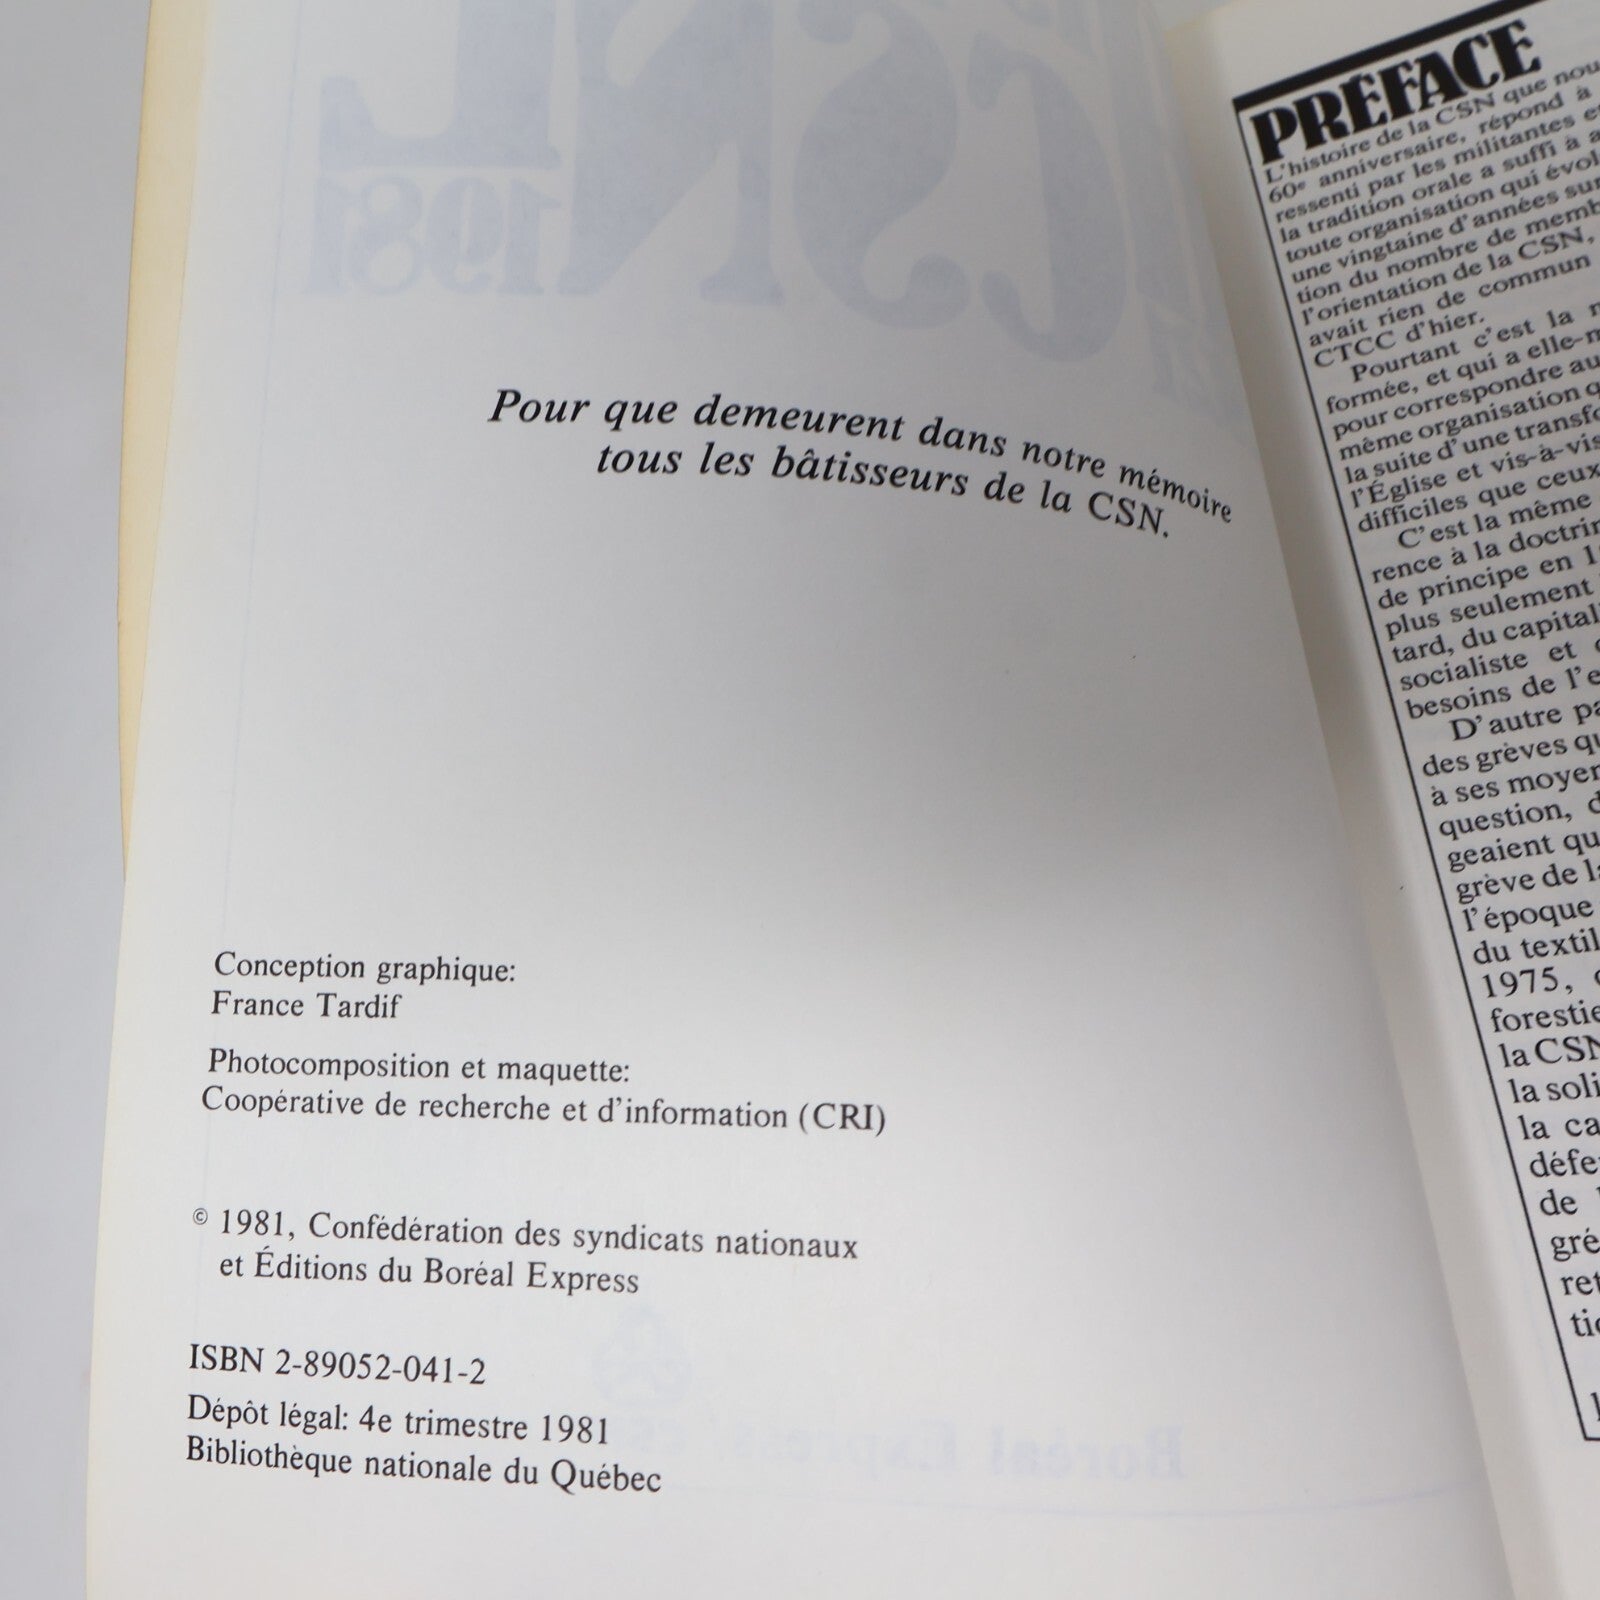 Pour que demeurent dans notre mémoire
tous les bâtisseurs de la CSN.
Conception graphique:
France Tardif
Photocomposition et maquette:
Coopérative de recherche et d'information (CRI)
© 1981, Confédération des syndicats nationaux
et Éditions du Boréal Express
ISBN 2-89052-041-2
Dépôt légal: 4e trimestre 1981
Bibliothèque nationale du Québec
PRÉFACE
L'histoire de la CSN que nou
60e anniversaire, répond à
ressenti par les militantes e
la tradition orale a suffi à a
toute organisation qui évol
une vingtaine d'années sur
tion du nombre de memb
l'orientation de la CSN,
avait rien de commun
CTCC d'hier.
Pourtant c'est la
formée, et qui a elle-m
pour correspondre au
même organisation q
la suite d'une transfo
l'Église et vis-à-vis
difficiles que ceux
C'est la même
rence à la doctrin
de principe en 1
plus seulement
tard, du capital
socialiste et
besoins de l'e
D'autre pa
des grèves qu
à ses moyen
question, d
geaient qu
grève de la
l'époque
du textil
1975,
forestie
la CSN
la soli
la ca
défe
de
gré
ret
tio